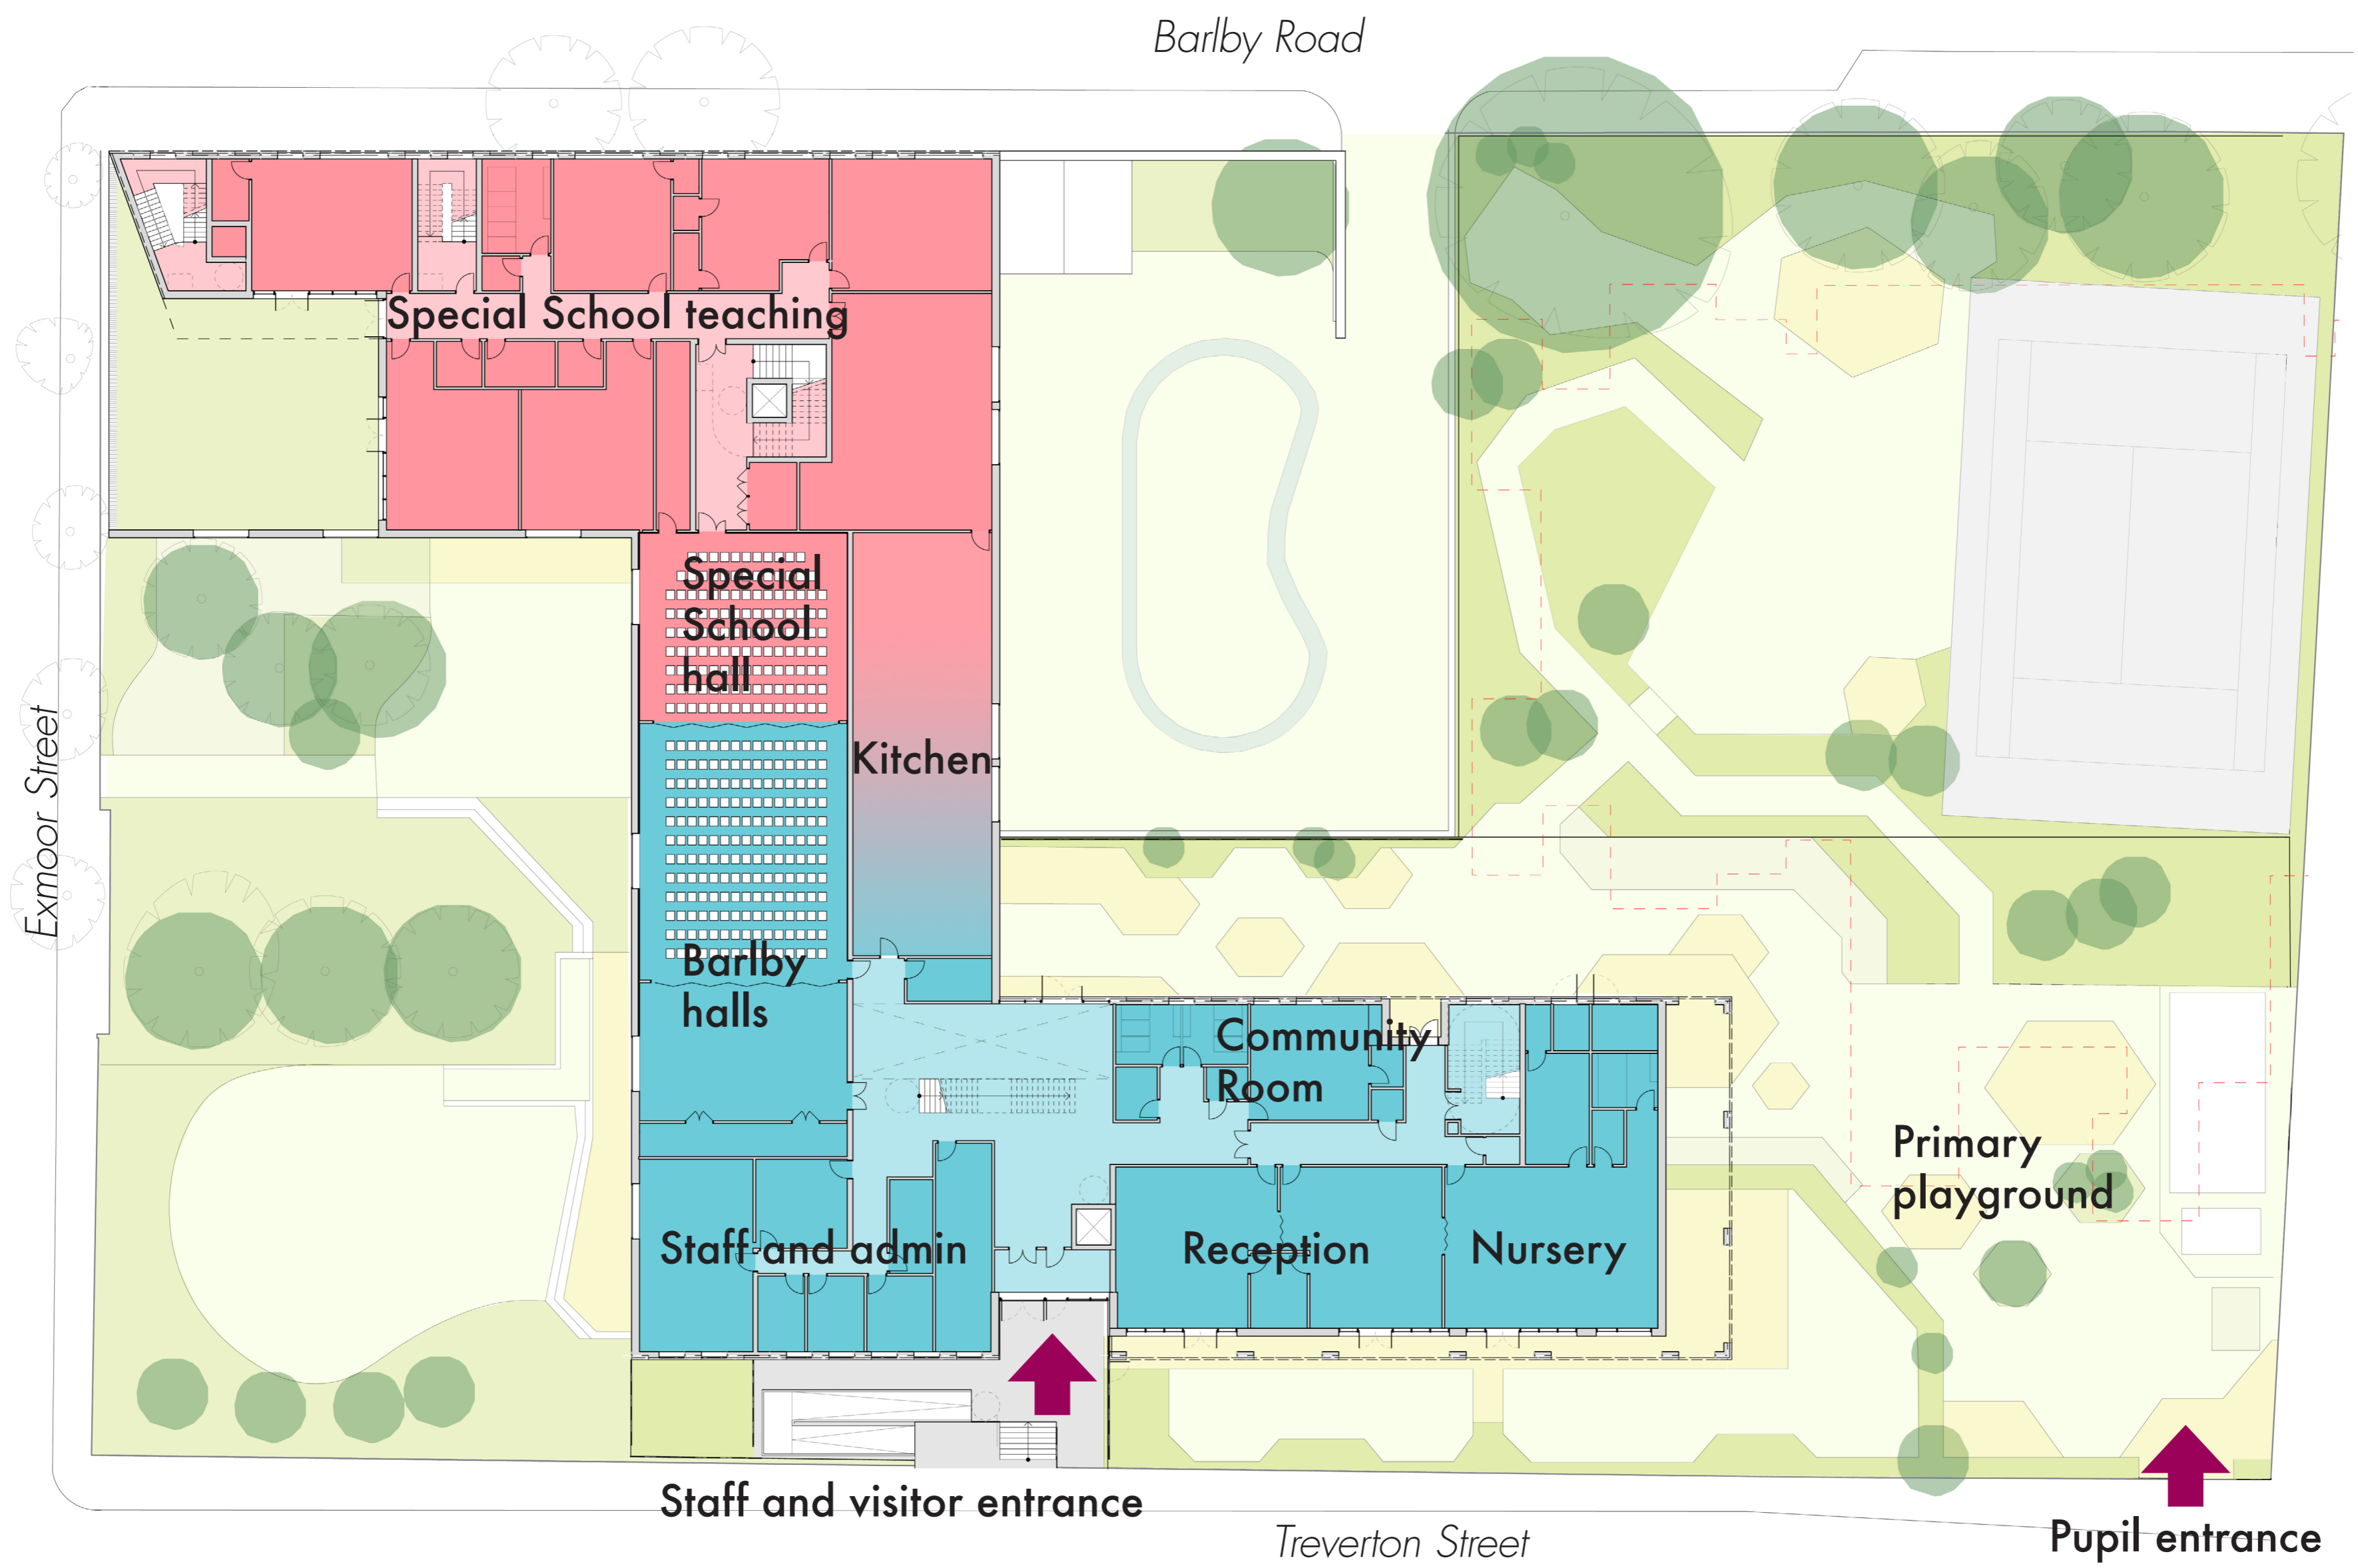 Barlby Road
Special School teaching
Special
School
hall
Kitchen
Exmoor Street
Barlby
halls
Community
Room
Primary
playground
Staff and admin
Reception
Nursery
Staff and visitor entrance
Treverton Street
Pupil entrance